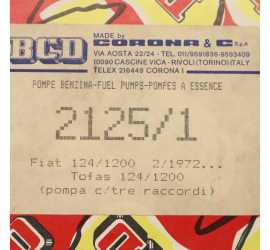 BCD
MADE by
CORONA & C S.p.A
VIA AOSTA 22/24 - TEL. 011/9591836-9593409
10090 CASCINE VICA - RIVOLI (TORINO) ITALY
TELEX 216449 CORONA I
POMPE BENZINA-FUEL PUMPS-POMPES A ESSENCE
2125/1
Fiat 124/1200 2/1972...
Tofas 124/1200
(pompa c/tre raccordi)